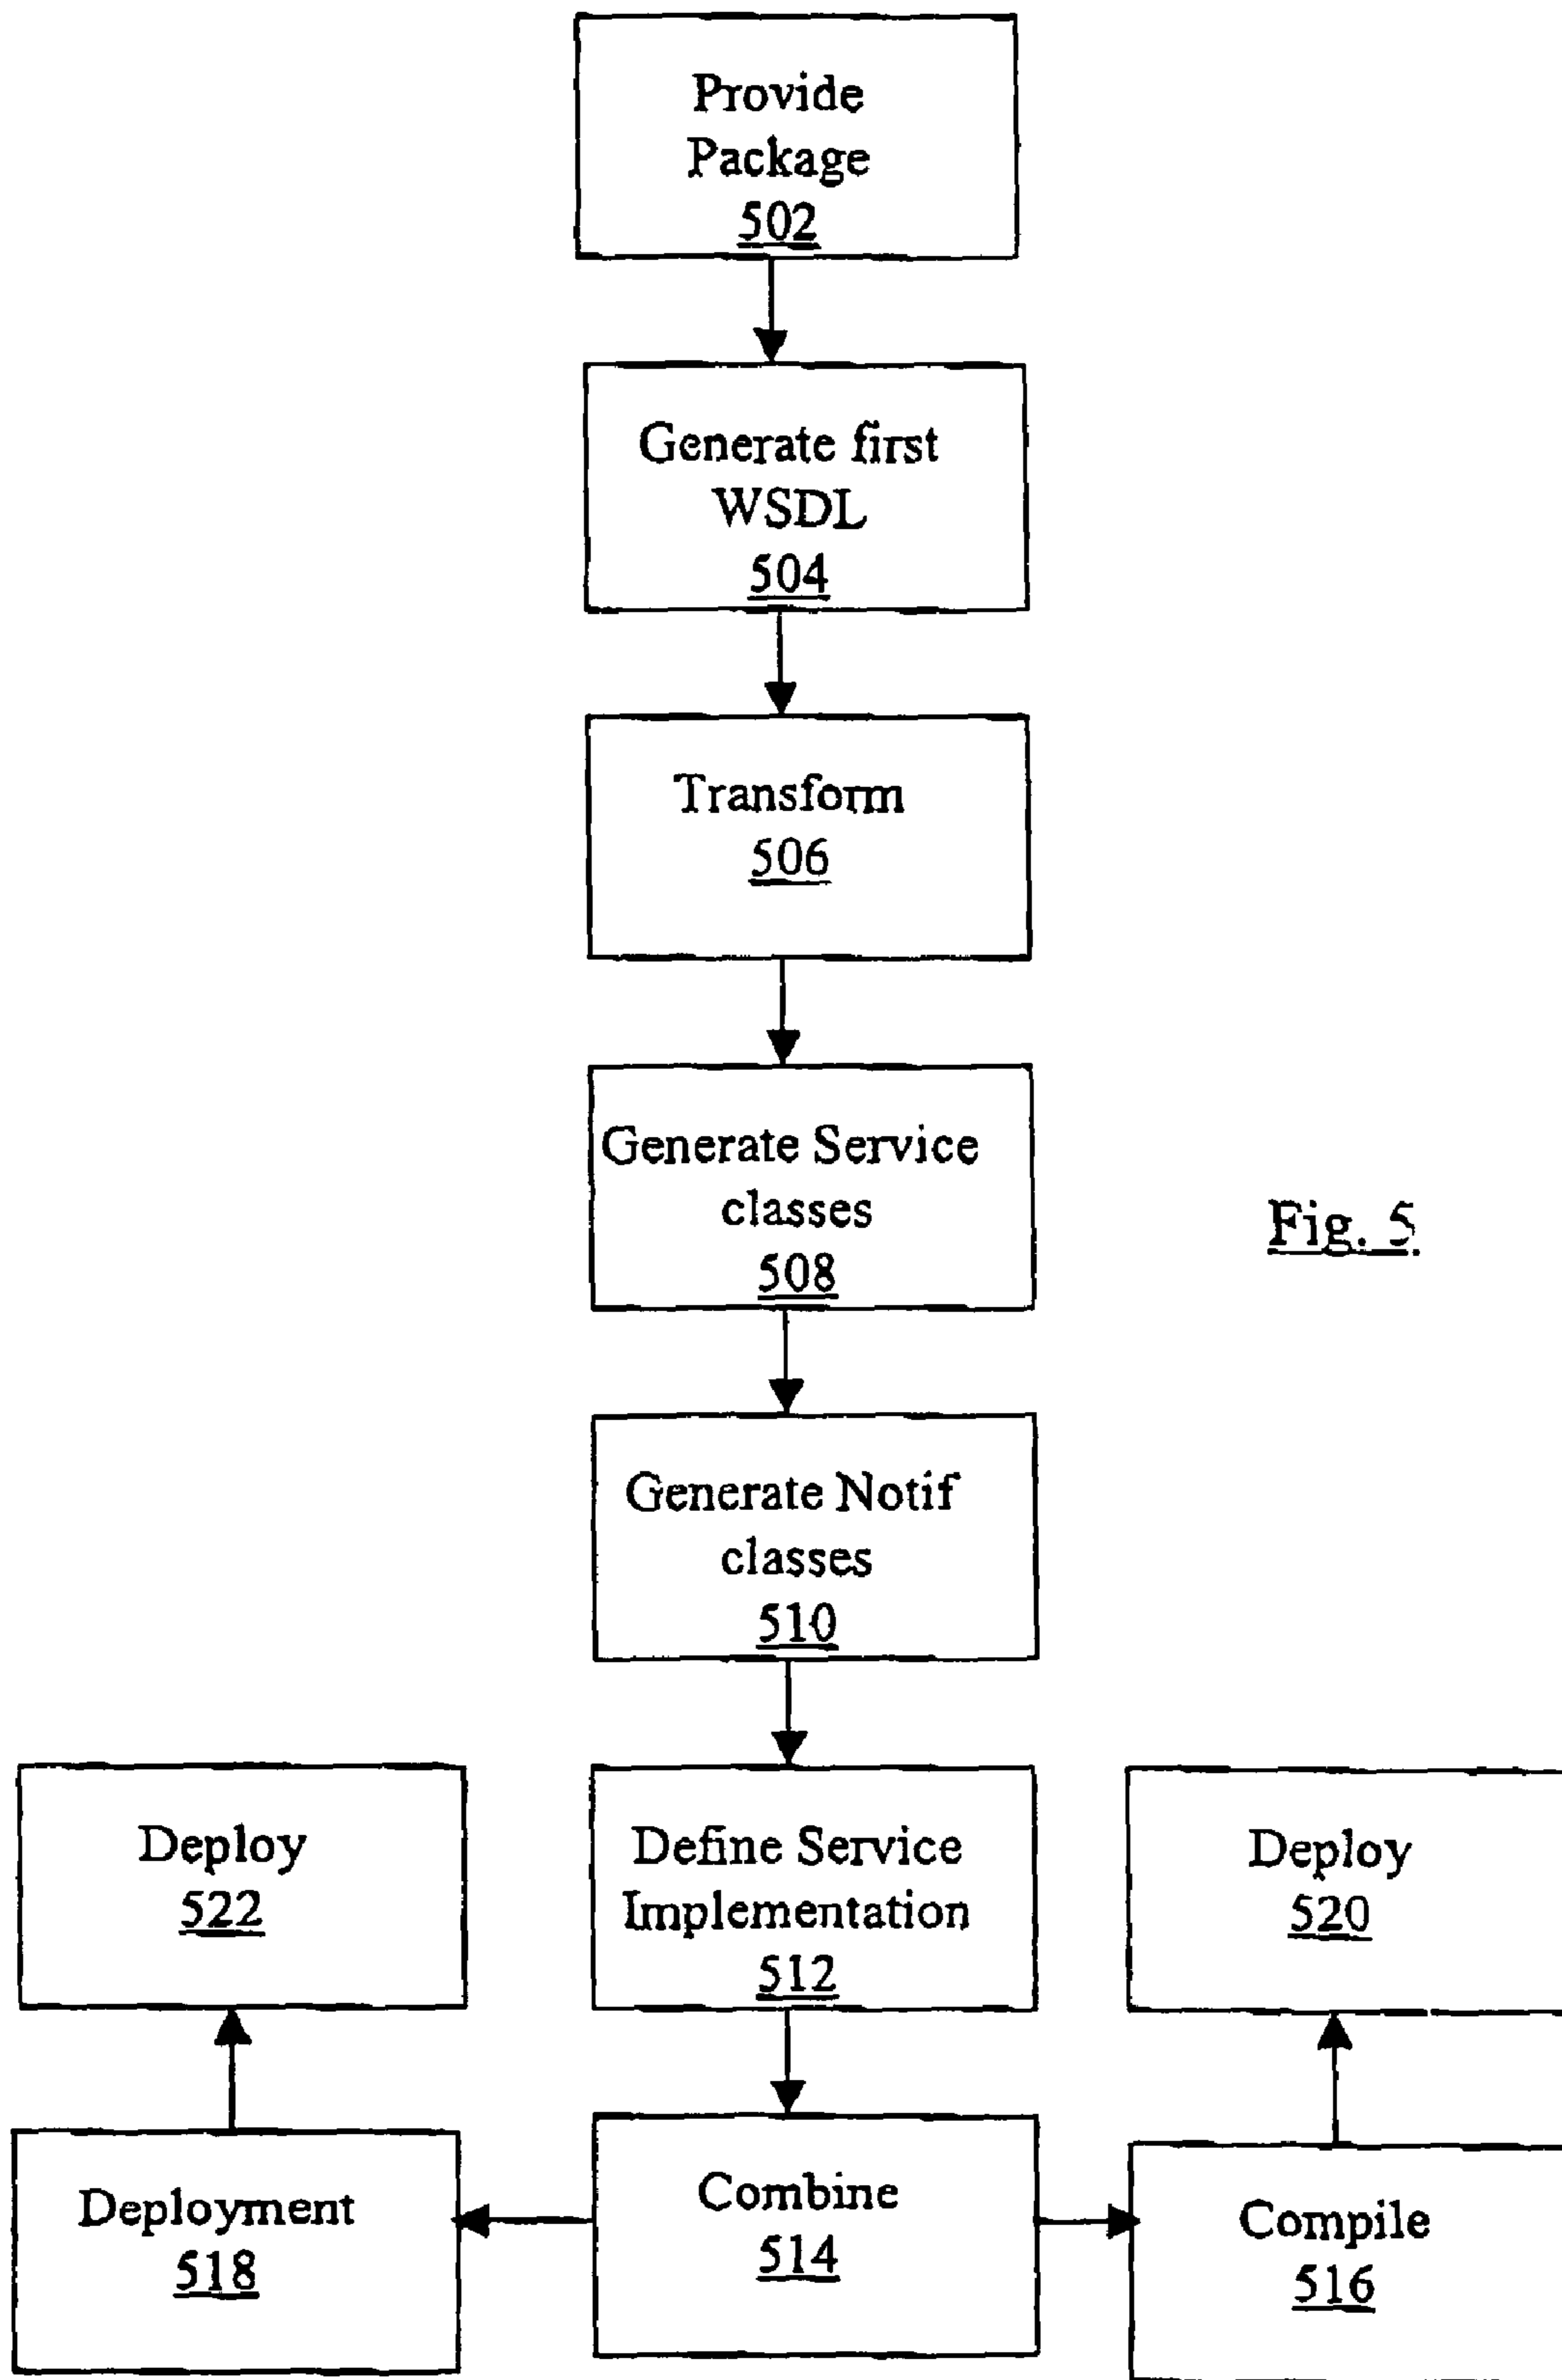 Provide
Package
502
Generate first
WSDL
504
Transform
506
Generate Service
classes
508
Fig. 5
Generate Notif
classes
510
Deploy
522
Define Service
Implementation
512
Deploy
520
Deployment
518
Combine
514
Compile
516